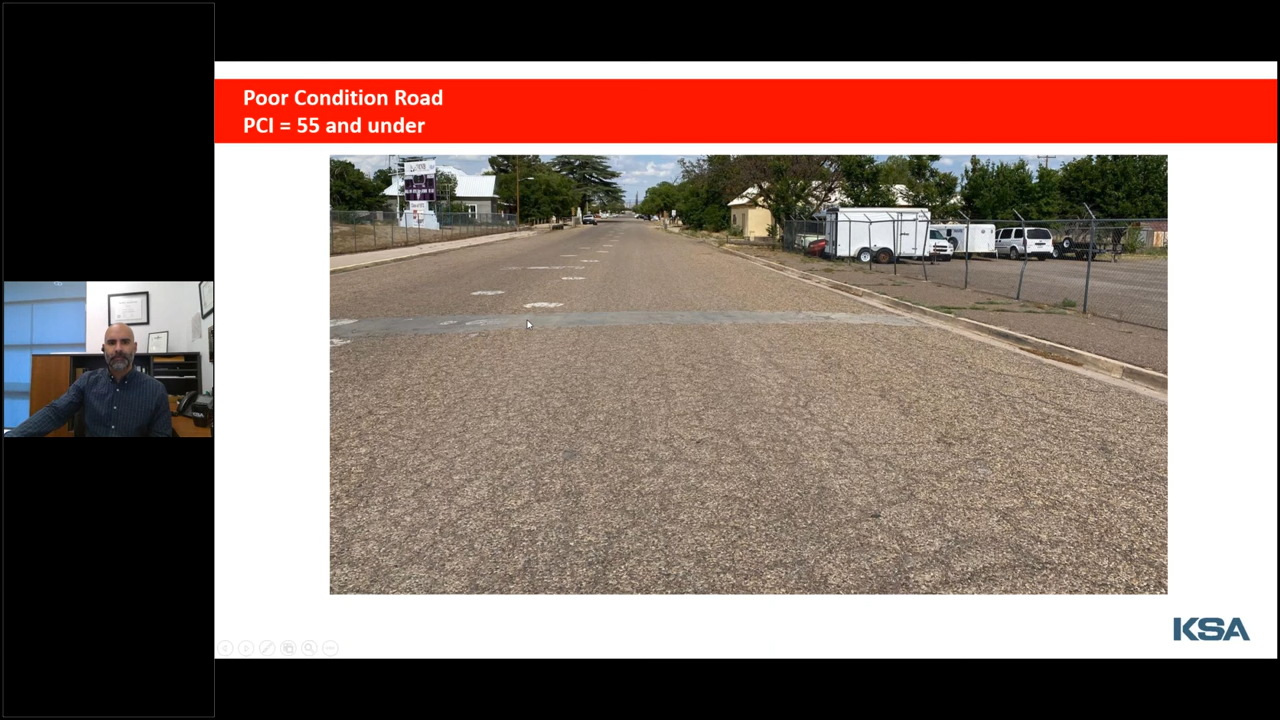 Poor Condition Road
PCI = 55 and under
KSA